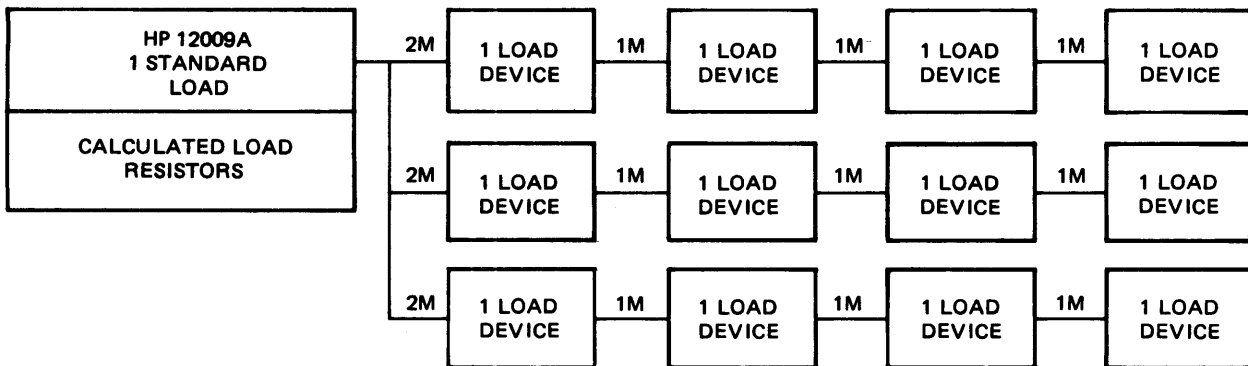 HP 12009A
1 STANDARD
LOAD
CALCULATED LOAD
RESISTORS
2M
1 LOAD
DEVICE
1M
1 LOAD
DEVICE
1M
1 LOAD
DEVICE
1M
1 LOAD
DEVICE
2M
1 LOAD
DEVICE
1M
1 LOAD
DEVICE
1M
1 LOAD
DEVICE
1M
1 LOAD
DEVICE
2M
1 LOAD
DEVICE
1M
1 LOAD
DEVICE
1M
1 LOAD
DEVICE
1M
1 LOAD
DEVICE